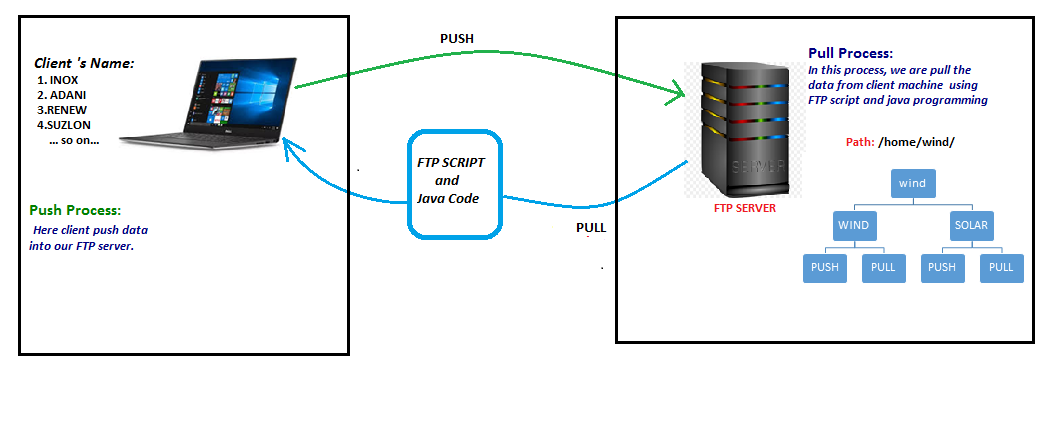 Client 's Name:
1. INOX
2. ADANI
3.RENEW
4.SUZLON
... so on...
Push Process:
Here client push data
into our FTP server.
PUSH
FTP SCRIPT
and
Java Code
PULL
SERVER
FTP SERVER
Pull Process:
In this process, we are pull the
data from client machine using
FTP script and java programming
Path: /home/wind/
wind
WIND
SOLAR
PUSH
PULL
PUSH
PULL